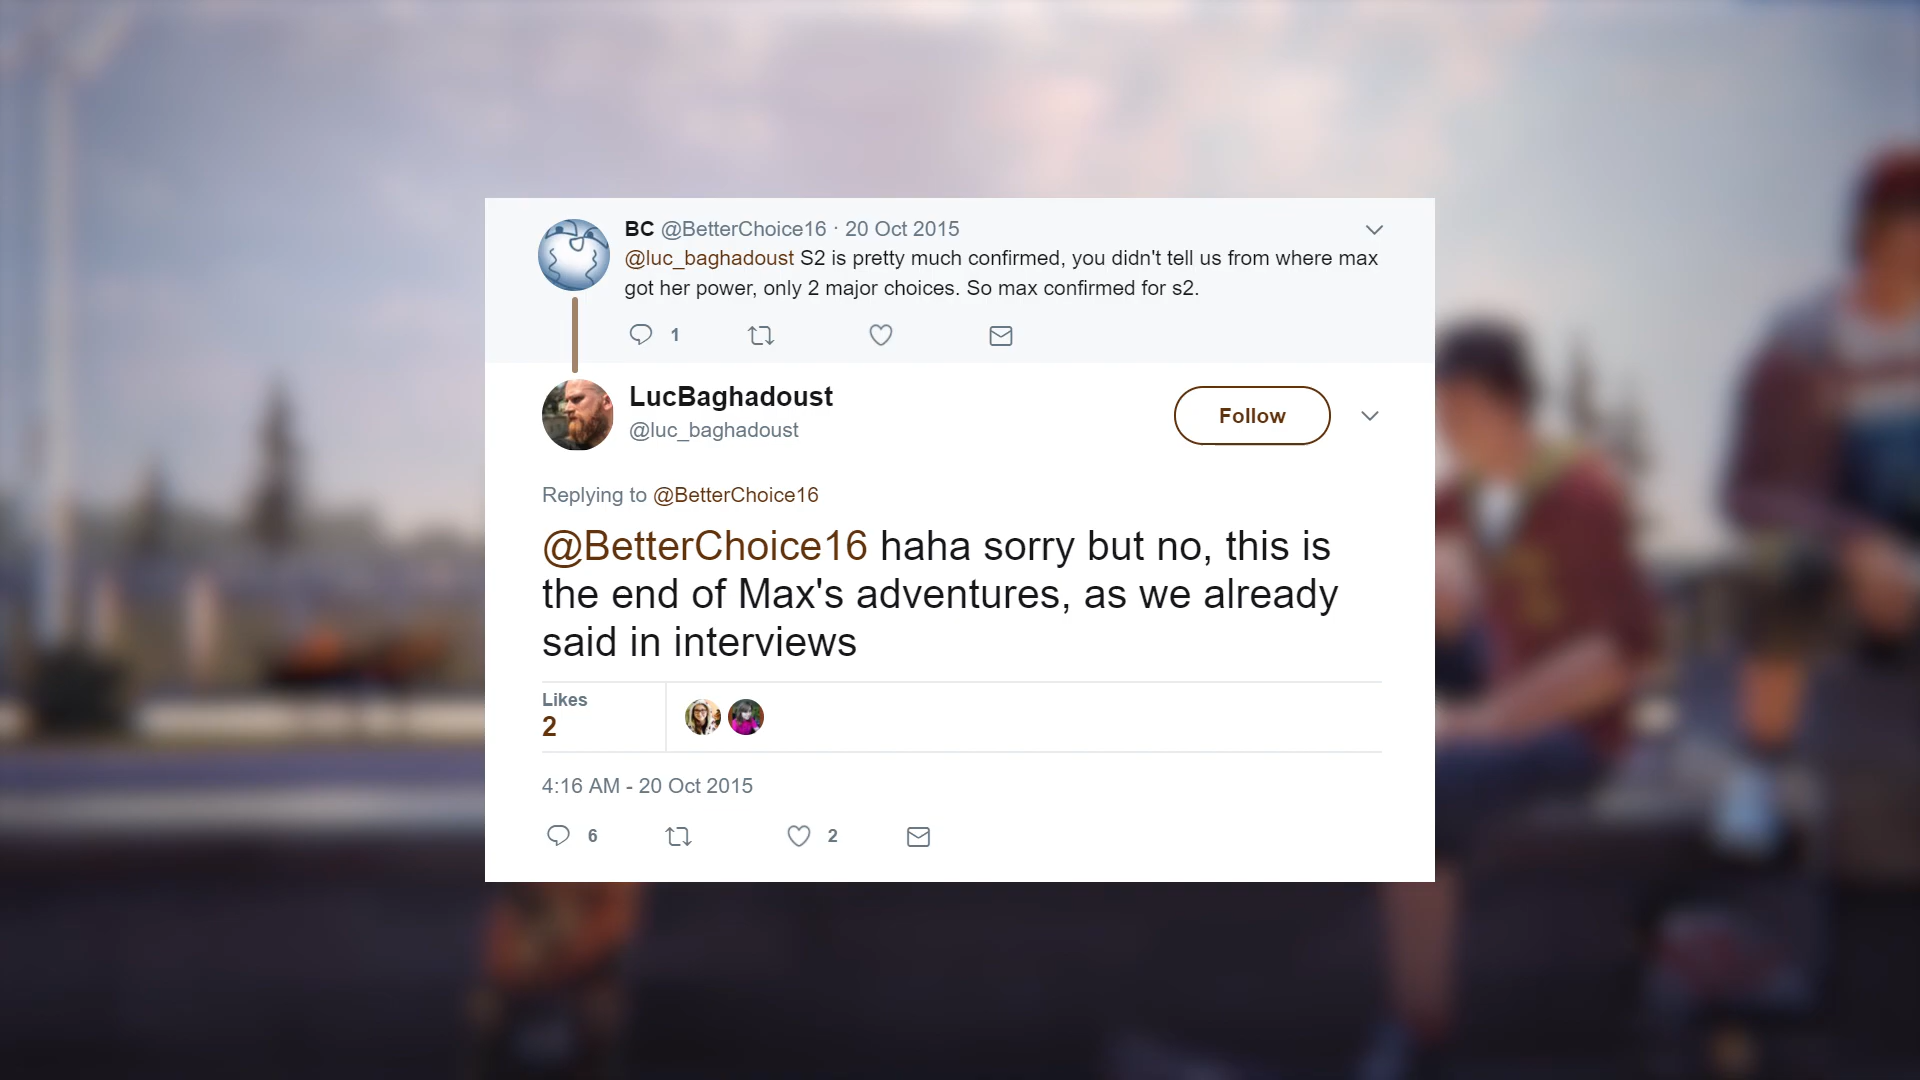 BC @BetterChoice16 · 20 Oct 2015
@luc_baghadoust S2 is pretty much confirmed, you didn't tell us from where max
got her power, only 2 major choices. So max confirmed for s2.
1
LucBaghadoust
@luc_baghadoust
Follow
Replying to @BetterChoice16
@BetterChoice16 haha sorry but no, this is
the end of Max's adventures, as we already
said in interviews
Likes
2
4:16 AM - 20 Oct 2015
6 2